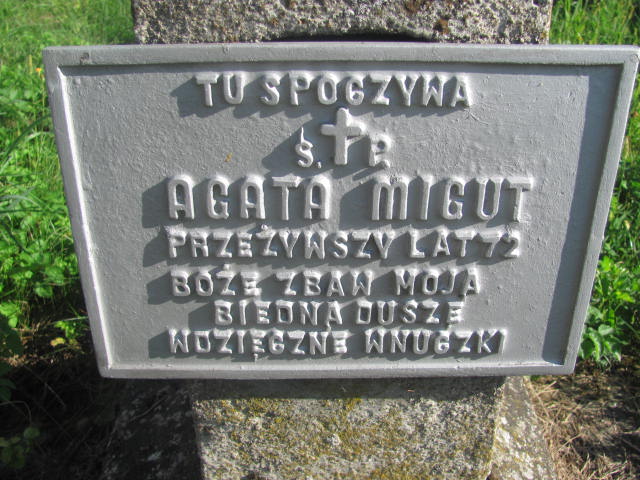 TU SPOCZYWA
Ś. P.
AGATA MIGUT
PRZEŻYWSZY LAT 72
BOŻE ZBAW MOJĄ
BIEDNĄ DUSZĘ
WDZIĘCZNE WNUCZKI